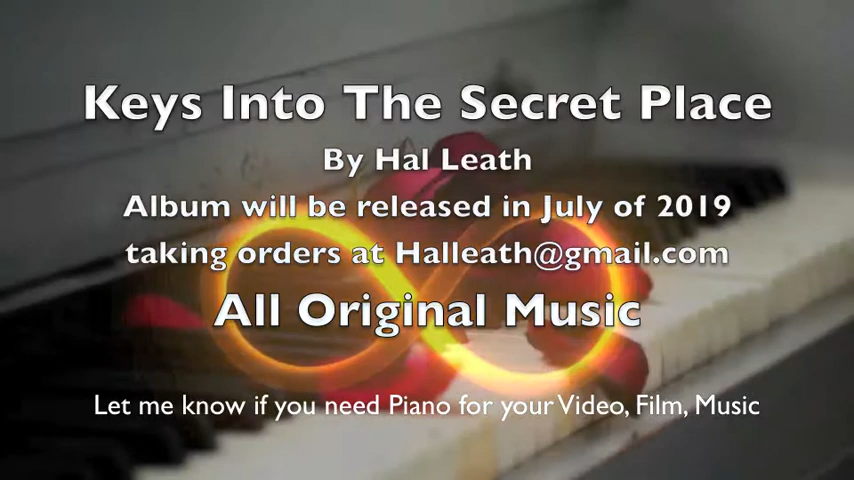 Keys Into The Secret Place
By Hal Leath
Album will be released in July of 2019
taking orders at Halleath@gmail.com
All Original Music
Let me know if you need Piano for your Video, Film, Music